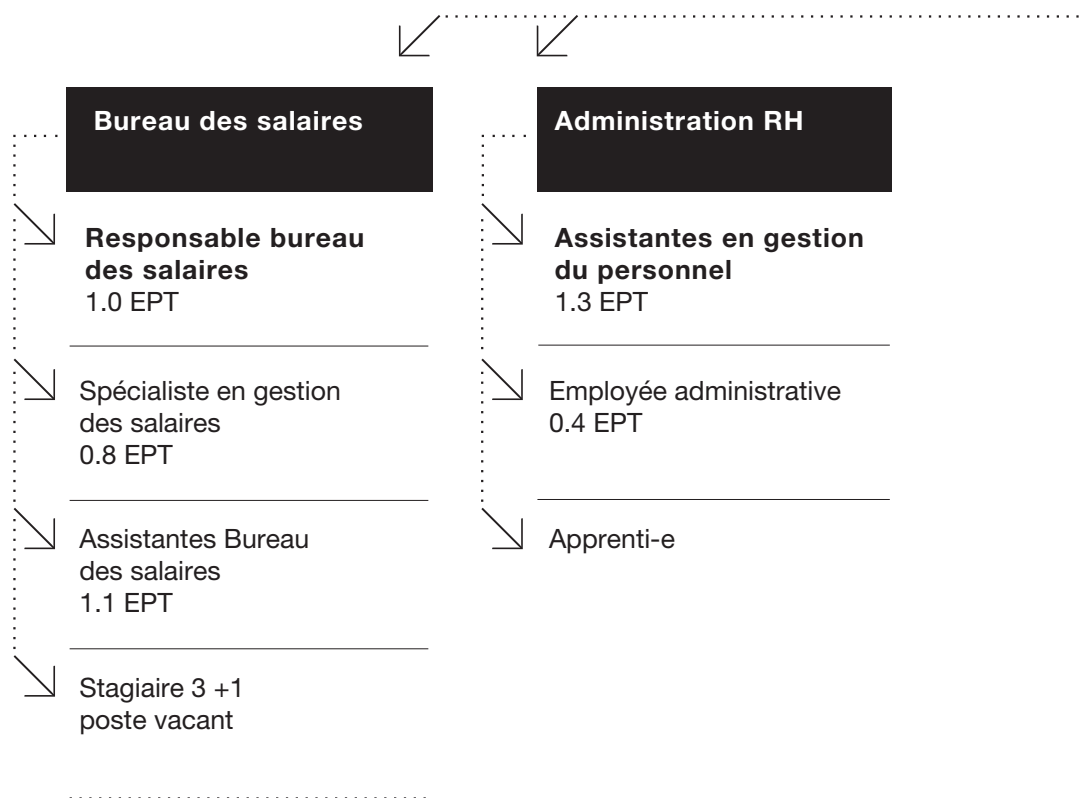 Bureau des salaires
Responsable bureau
des salaires
1.0 EPT
Spécialiste en gestion
des salaires
0.8 EPT
Assistantes Bureau
des salaires
1.1 EPT
Stagiaire 3 +1
poste vacant
Administration RH
Assistantes en gestion
du personnel
1.3 EPT
Employée administrative
0.4 EPT
Apprenti-e